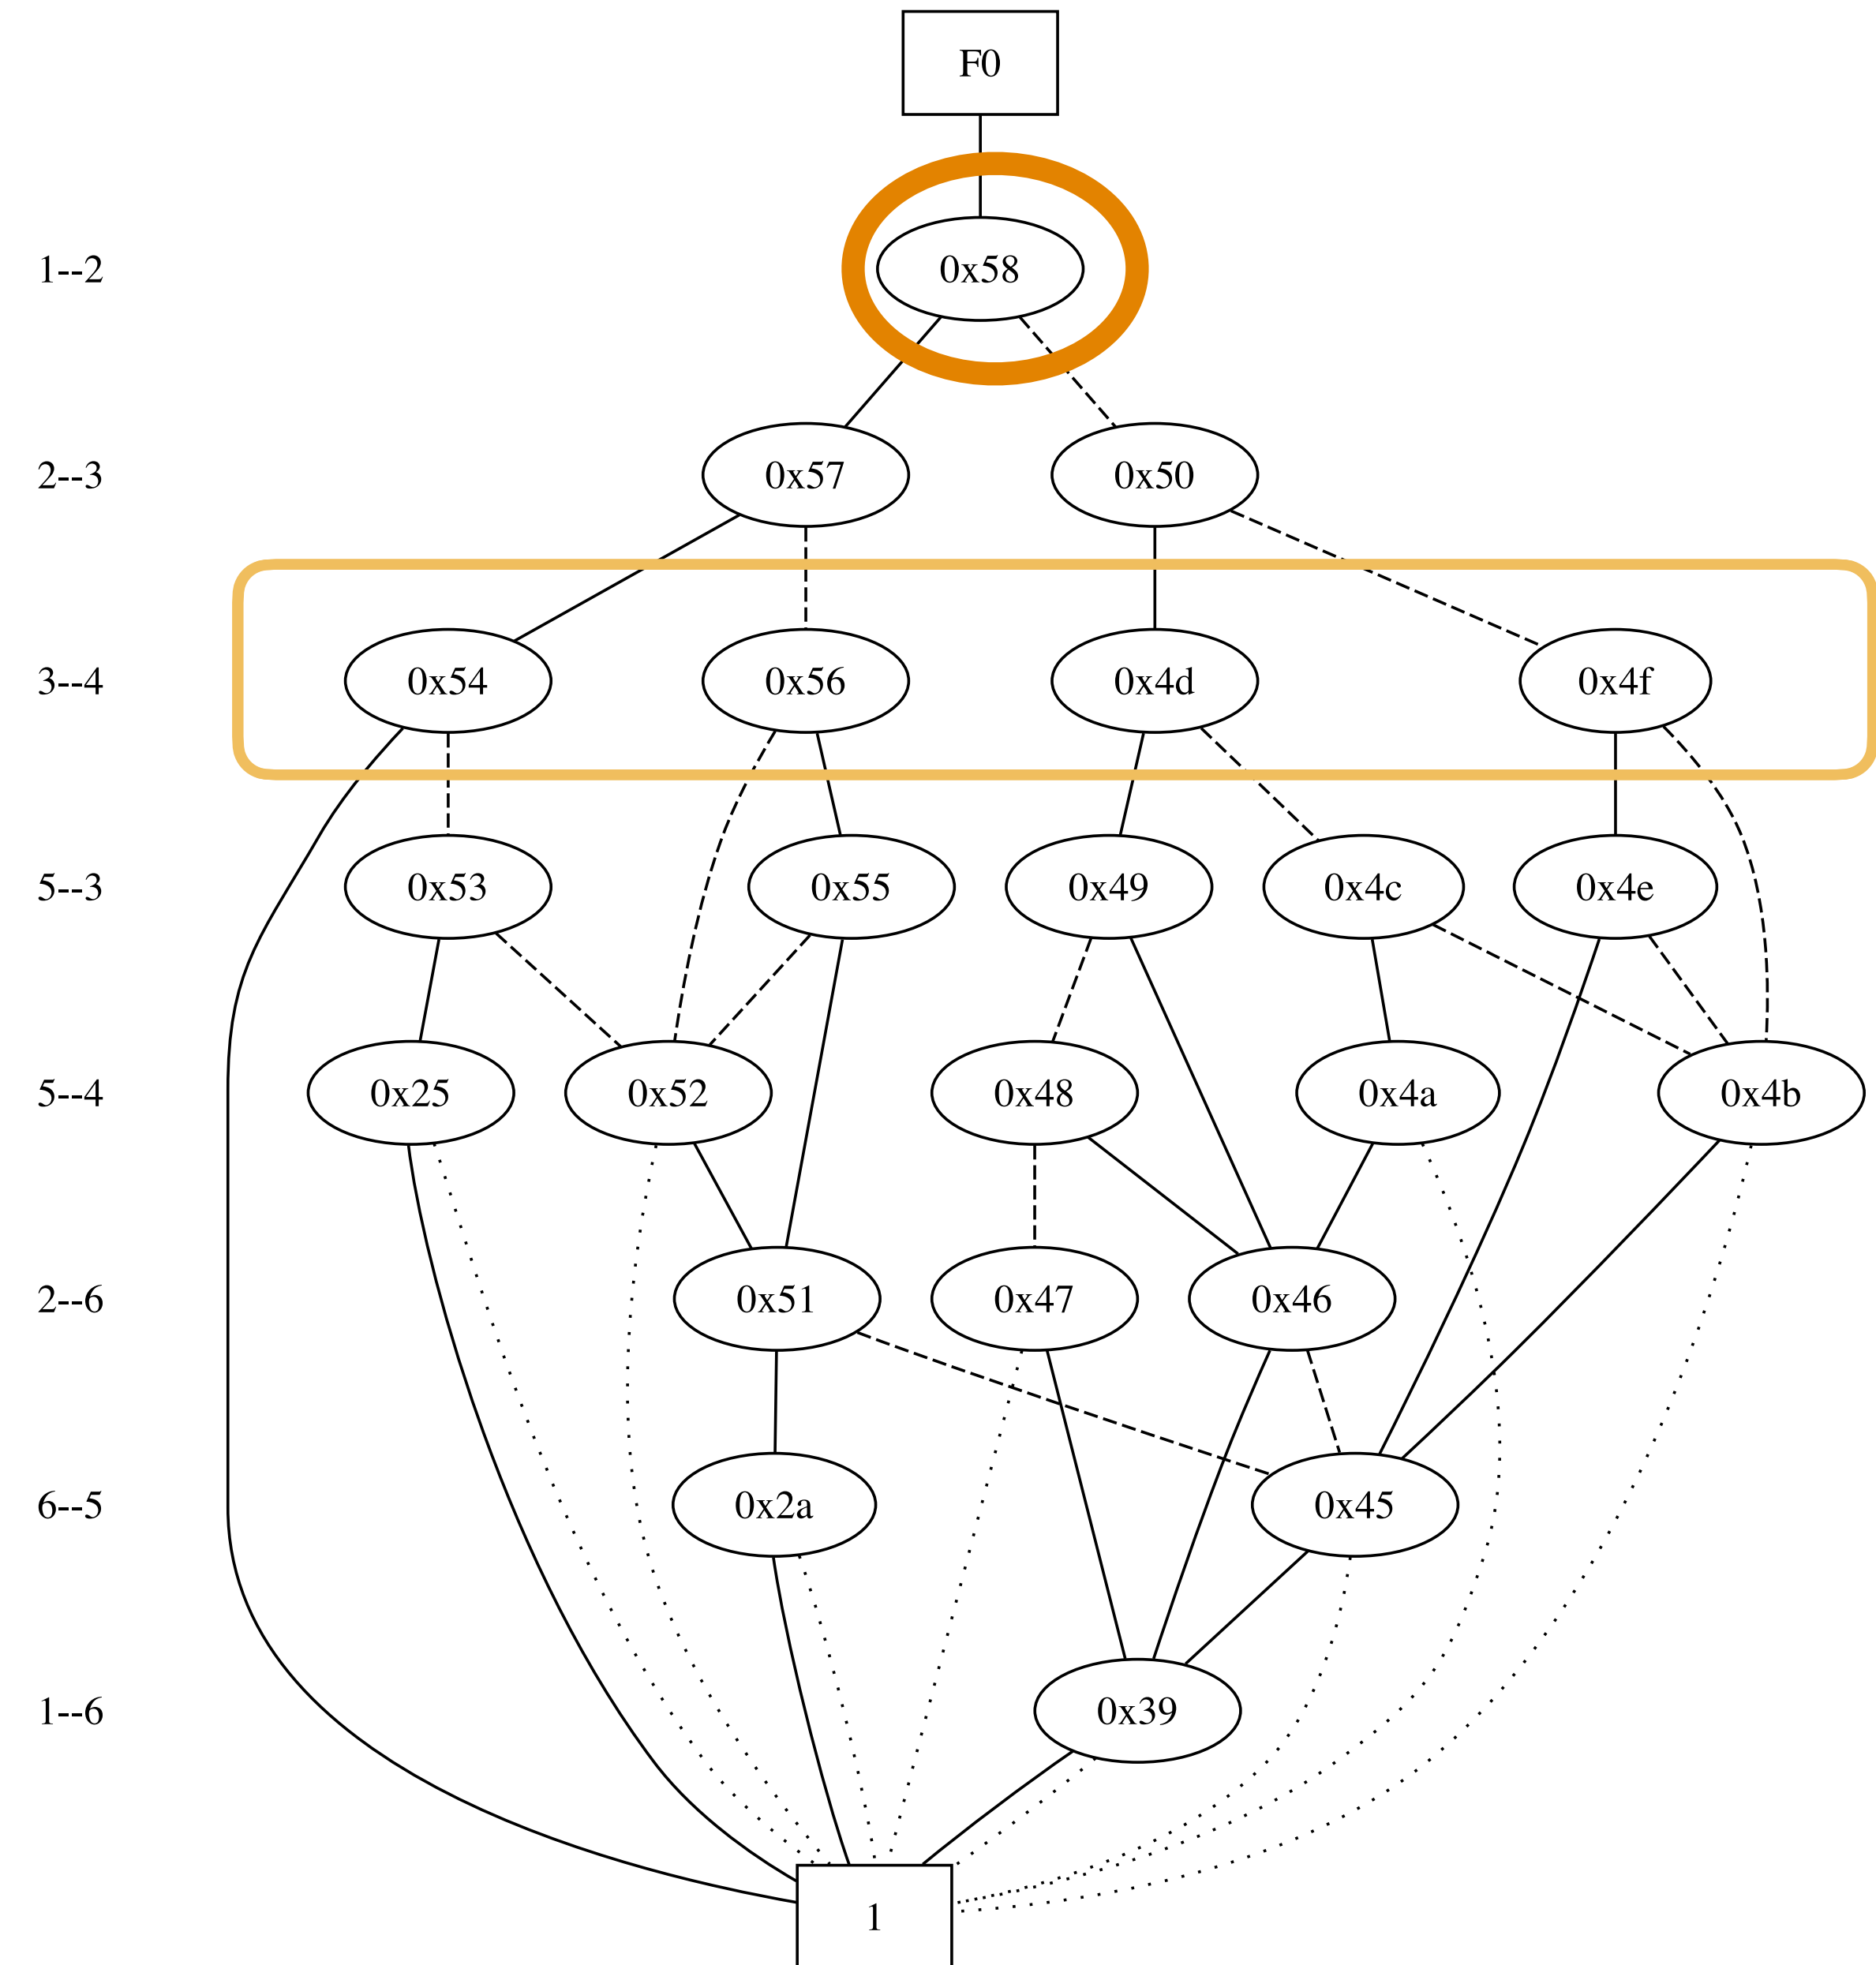 F0
1--2 0x58
2--3 0x57 0x50
3--4 0x54 0x56 0x4d 0x4f
5--3 0x53 0x55 0x49 0x4c 0x4e
5--4 0x25 0x52 0x48 0x4a 0x4b
2--6 0x51 0x47 0x46
6--5 0x2a 0x45
1--6 0x39
1